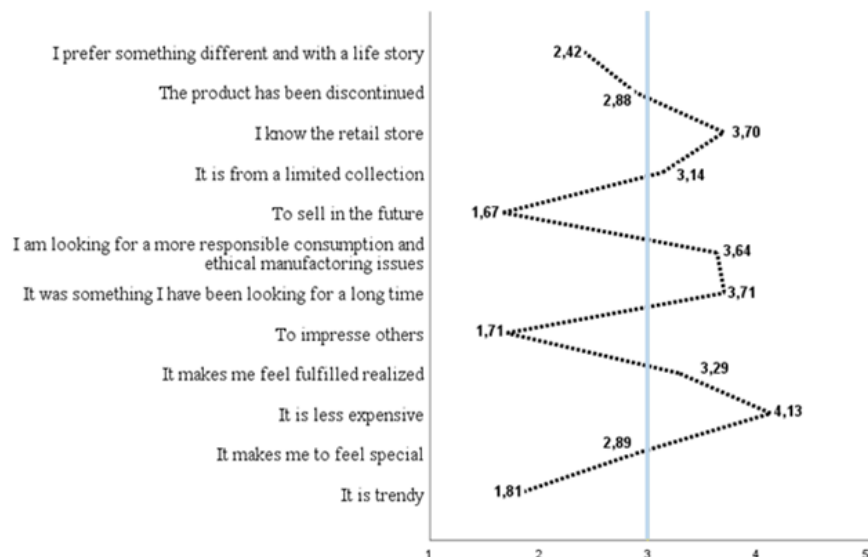 I prefer something different and with a life story
2,42
The product has been discontinued
2,88
I know the retail store
3,70
It is from a limited collection
3,14
To sell in the future
1,67
I am looking for a more responsible consumption and
ethical manufactoring issues
3,64
It was something I have been looking for a long time
3,71
To impresse others
1,71
It makes me feel fulfilled realized
3,29
It is less expensive
4,13
It makes me to feel special
2,89
It is trendy
1,81
1 2 3 4 5